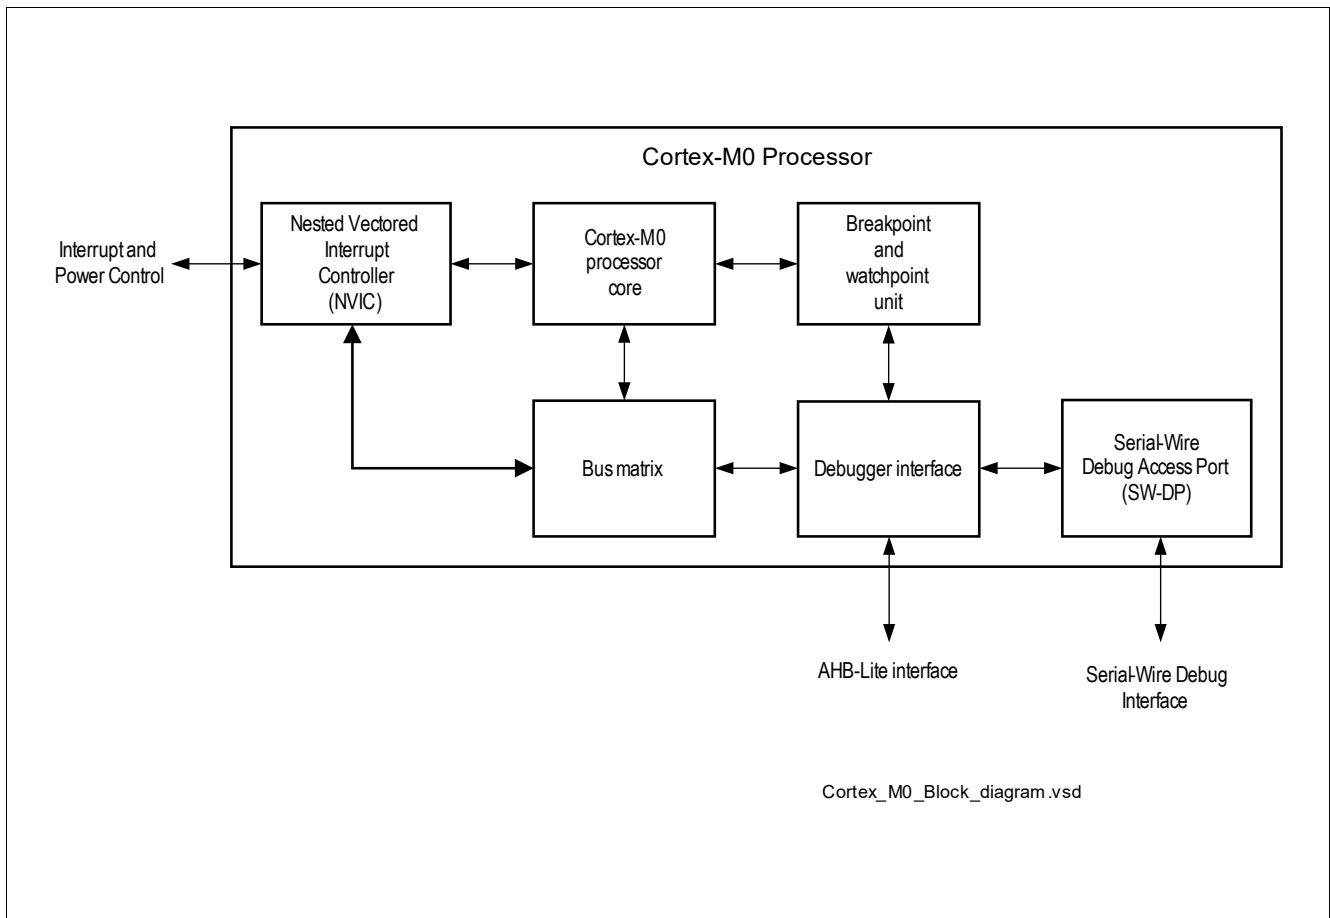 Cortex-M0 Processor
Nested Vectored
Interrupt
Controller
(NVIC)
Cortex-M0
processor
core
Breakpoint
and
watchpoint
unit
Interrupt and
Power Control
Bus matrix
Debugger interface
Serial-Wire
Debug Access Port
(SW-DP)
AHB-Lite interface
Serial-Wire Debug
Interface
Cortex_M0_Block_diagram.vsd